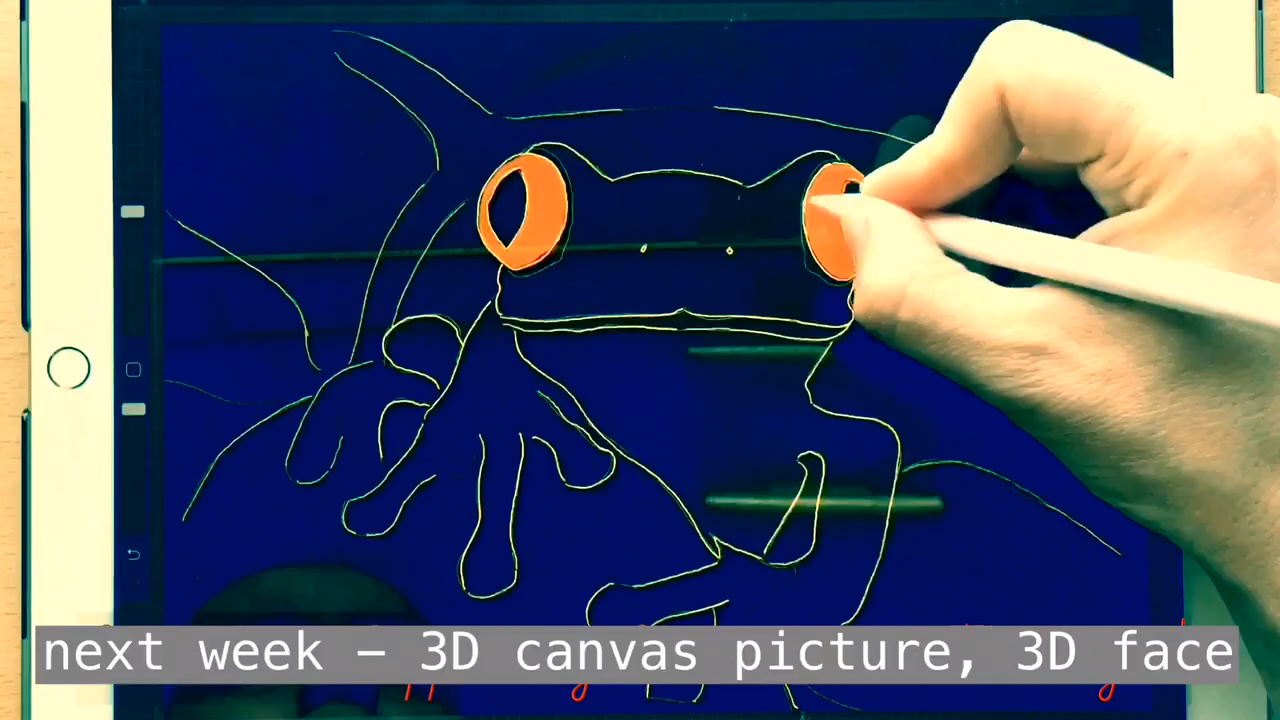 next week – 3D canvas picture, 3D face